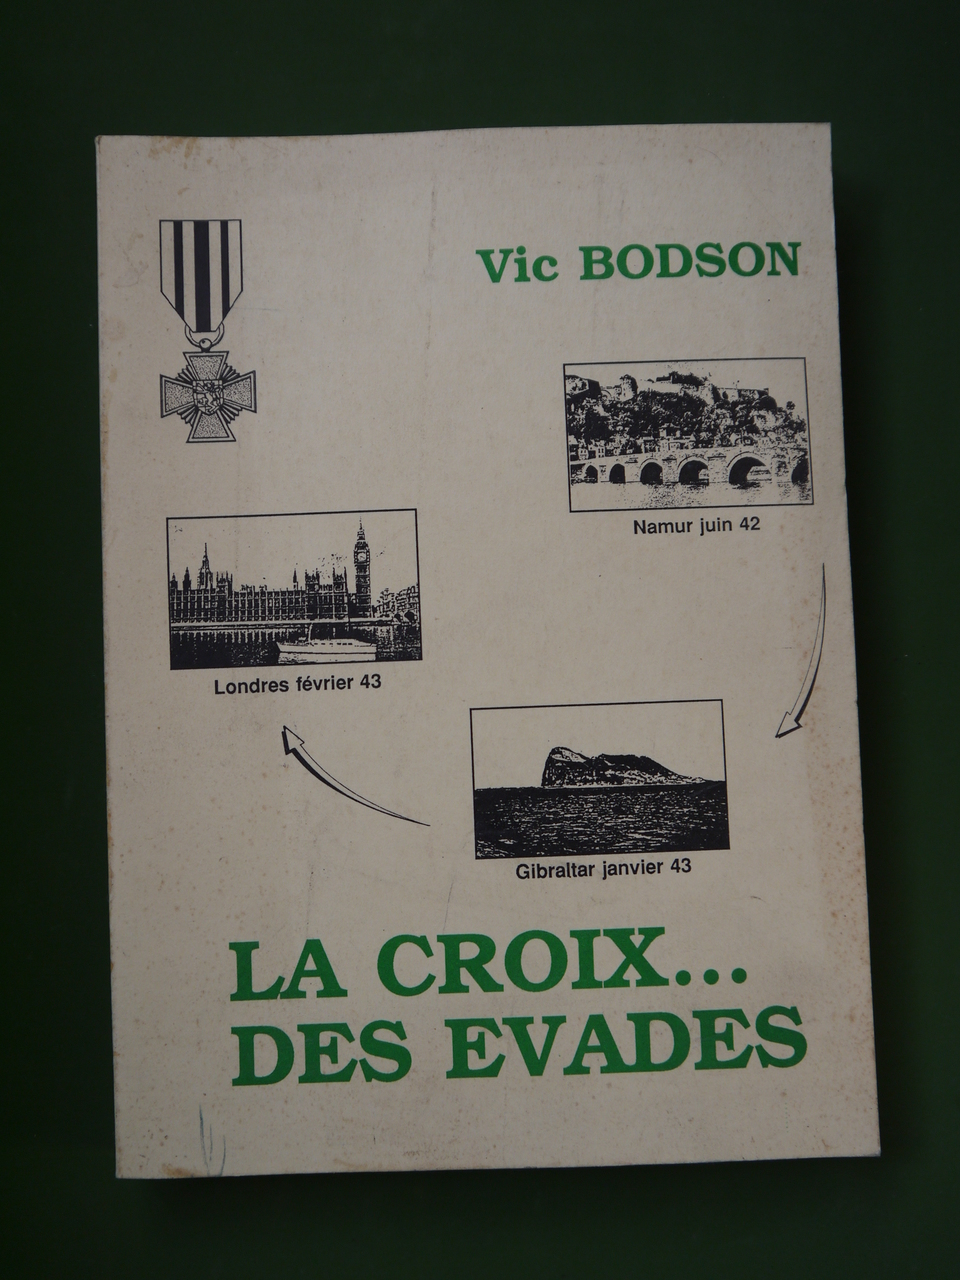 Vic BODSON
Namur juin 42
Londres février 43
Gibraltar janvier 43
LA CROIX...
DES EVADES